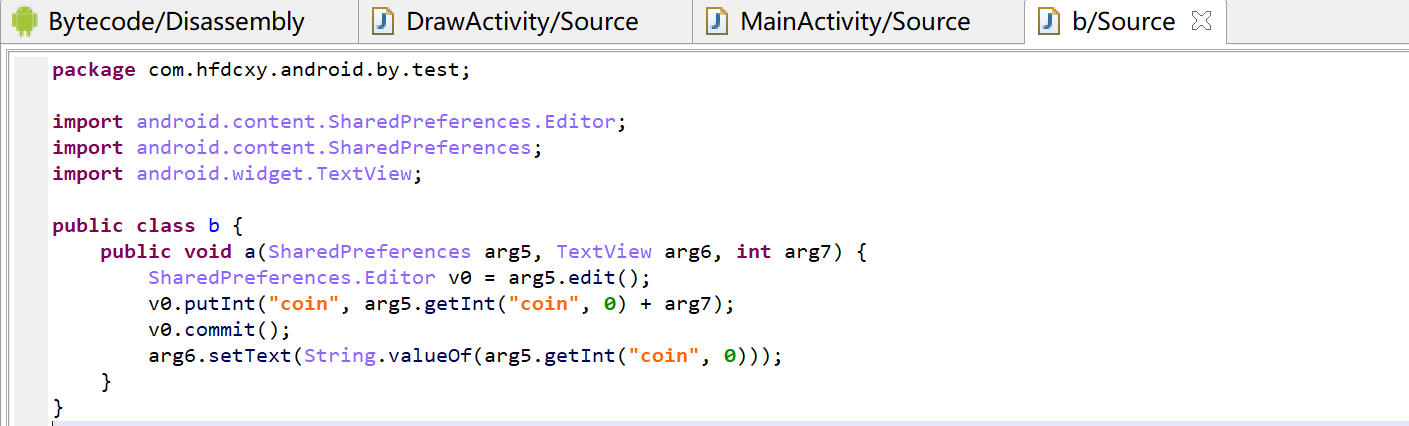 Bytecode/Disassembly DrawActivity/Source MainActivity/Source b/Source
package com.hfdcxy.android.by.test;
import android.content.SharedPreferences.Editor;
import android.content.SharedPreferences;
import android.widget.TextView;
public class b {
    public void a(SharedPreferences arg5, TextView arg6, int arg7) {
        SharedPreferences.Editor v0 = arg5.edit();
        v0.putInt("coin", arg5.getInt("coin", 0) + arg7);
        v0.commit();
        arg6.setText(String.valueOf(arg5.getInt("coin", 0)));
    }
}